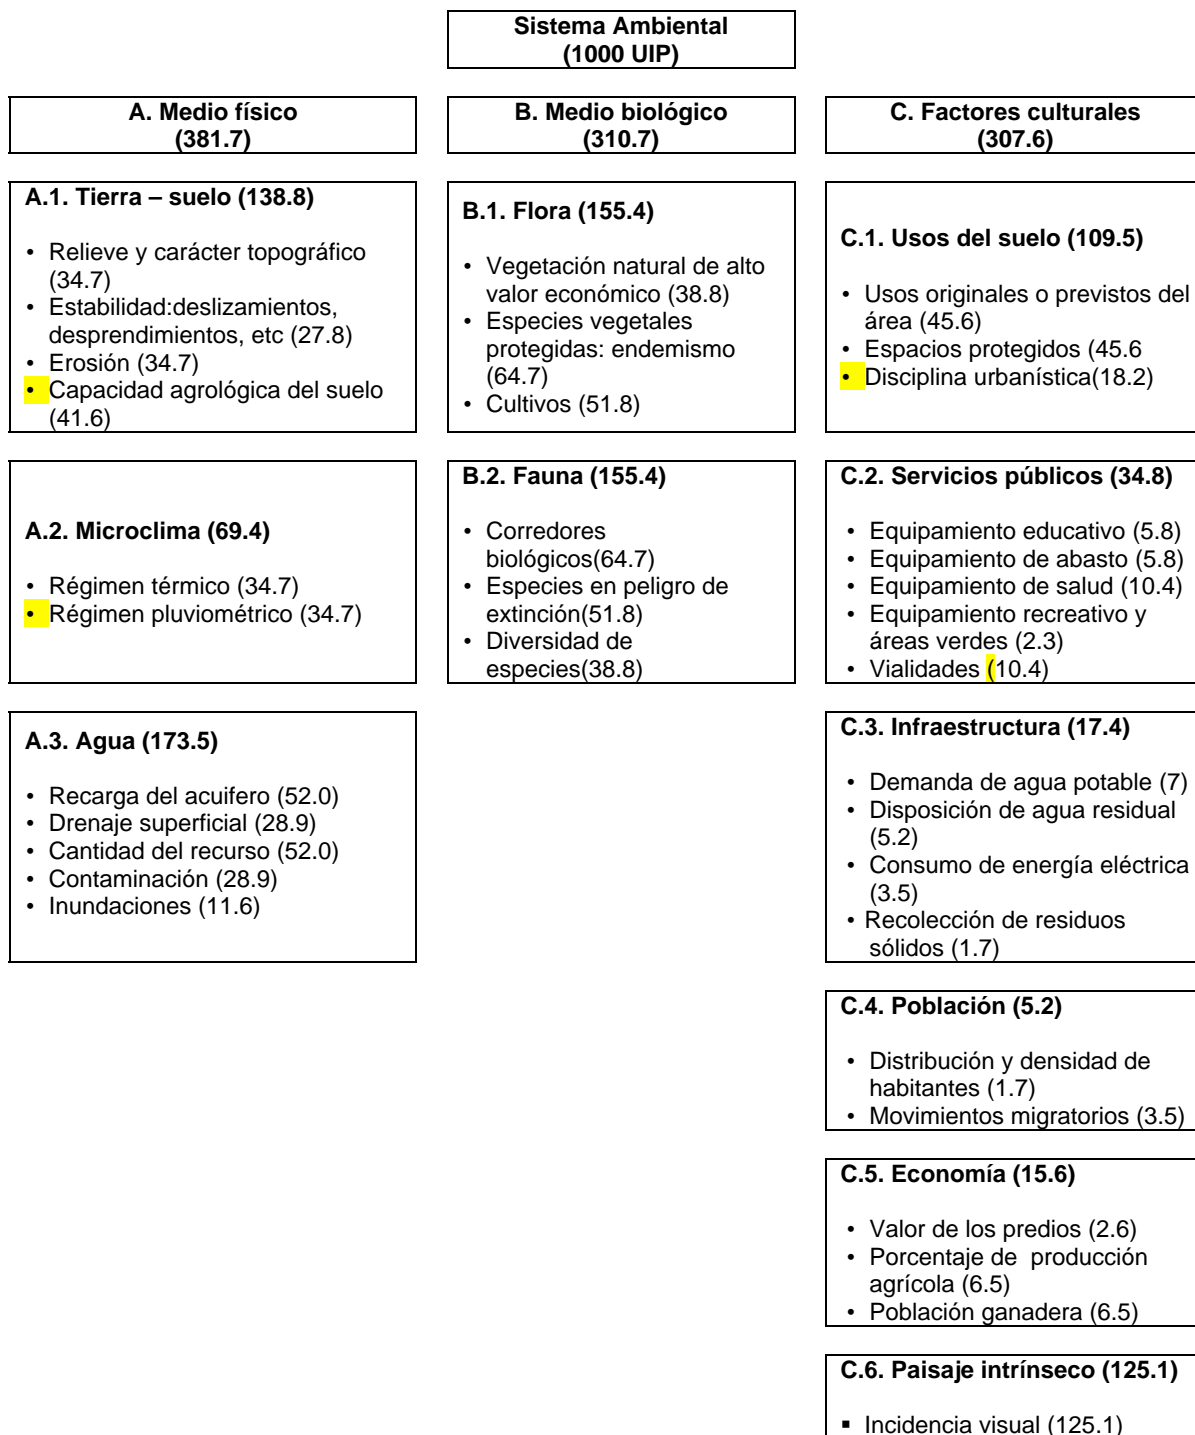 Sistema Ambiental
(1000 UIP)
A. Medio físico
(381.7)
B. Medio biológico
(310.7)
C. Factores culturales
(307.6)
A.1. Tierra – suelo (138.8)
• Relieve y carácter topográfico
(34.7)
• Estabilidad:deslizamientos,
desprendimientos, etc (27.8)
• Erosión (34.7)
• Capacidad agrológica del suelo
(41.6)
B.1. Flora (155.4)
• Vegetación natural de alto
valor económico (38.8)
• Especies vegetales
protegidas: endemismo
(64.7)
• Cultivos (51.8)
C.1. Usos del suelo (109.5)
• Usos originales o previstos del
área (45.6)
• Espacios protegidos (45.6
• Disciplina urbanística(18.2)
A.2. Microclima (69.4)
• Régimen térmico (34.7)
• Régimen pluviométrico (34.7)
B.2. Fauna (155.4)
• Corredores
biológicos(64.7)
• Especies en peligro de
extinción(51.8)
• Diversidad de
especies(38.8)
C.2. Servicios públicos (34.8)
• Equipamiento educativo (5.8)
• Equipamiento de abasto (5.8)
• Equipamiento de salud (10.4)
• Equipamiento recreativo y
áreas verdes (2.3)
• Vialidades (10.4)
A.3. Agua (173.5)
• Recarga del acuifero (52.0)
• Drenaje superficial (28.9)
• Cantidad del recurso (52.0)
• Contaminación (28.9)
• Inundaciones (11.6)
C.3. Infraestructura (17.4)
• Demanda de agua potable (7)
• Disposición de agua residual
(5.2)
• Consumo de energía eléctrica
(3.5)
• Recolección de residuos
sólidos (1.7)
C.4. Población (5.2)
• Distribución y densidad de
habitantes (1.7)
• Movimientos migratorios (3.5)
C.5. Economía (15.6)
• Valor de los predios (2.6)
• Porcentaje de producción
agrícola (6.5)
• Población ganadera (6.5)
C.6. Paisaje intrínseco (125.1)
▪ Incidencia visual (125.1)